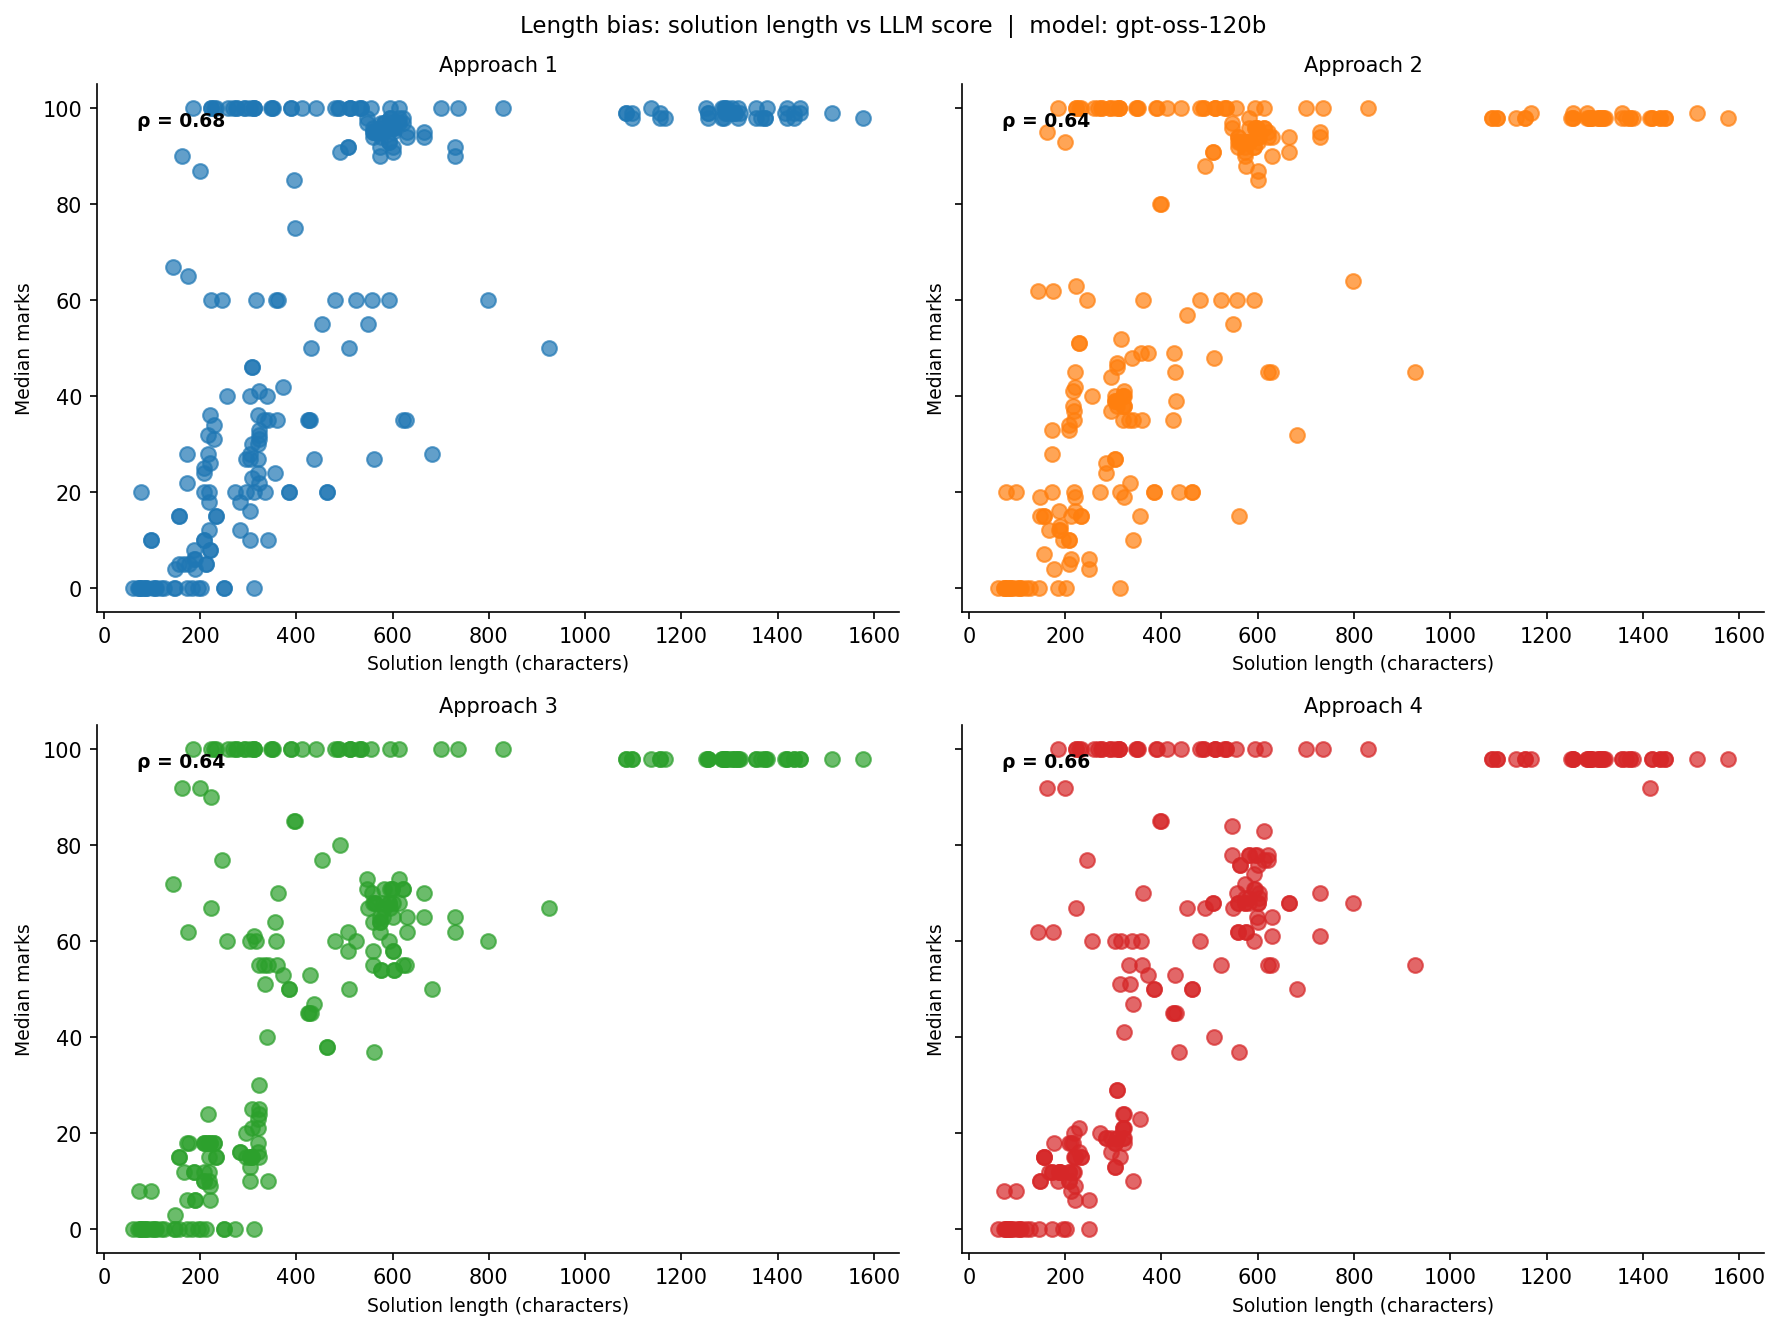 Length bias: solution length vs LLM score | model: gpt-oss-120b
Approach 1
Approach 2
100
80
60
40
20
0
Median marks
ρ = 0.68
0 200 400 600 800 1000 1200 1400 1600
Solution length (characters)
Median marks
ρ = 0.64
0 200 400 600 800 1000 1200 1400 1600
Solution length (characters)
Approach 3
Approach 4
100
80
60
40
20
0
Median marks
ρ = 0.64
0 200 400 600 800 1000 1200 1400 1600
Solution length (characters)
Median marks
ρ = 0.66
0 200 400 600 800 1000 1200 1400 1600
Solution length (characters)